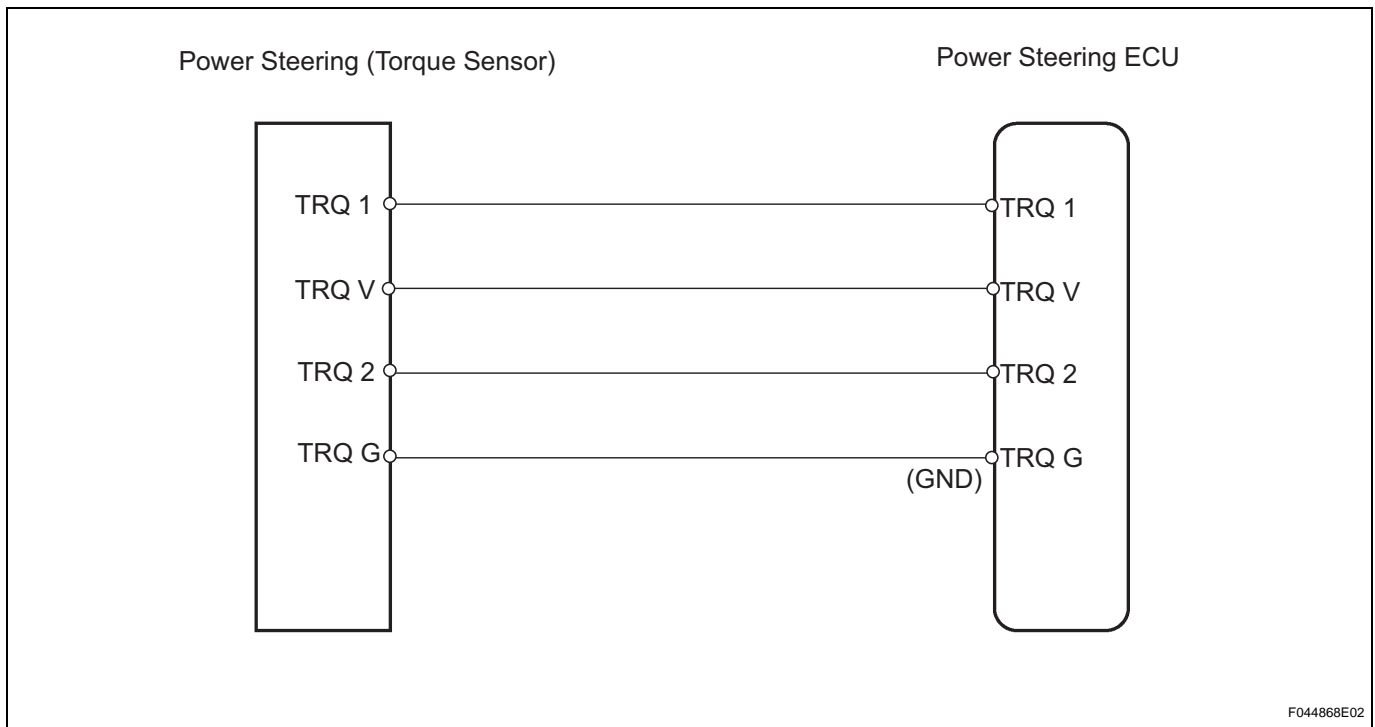 Power Steering (Torque Sensor)
Power Steering ECU
TRQ 1
TRQ 1
TRQ V
TRQ V
TRQ 2
TRQ 2
TRQ G
TRQ G
(GND)
F044868E02